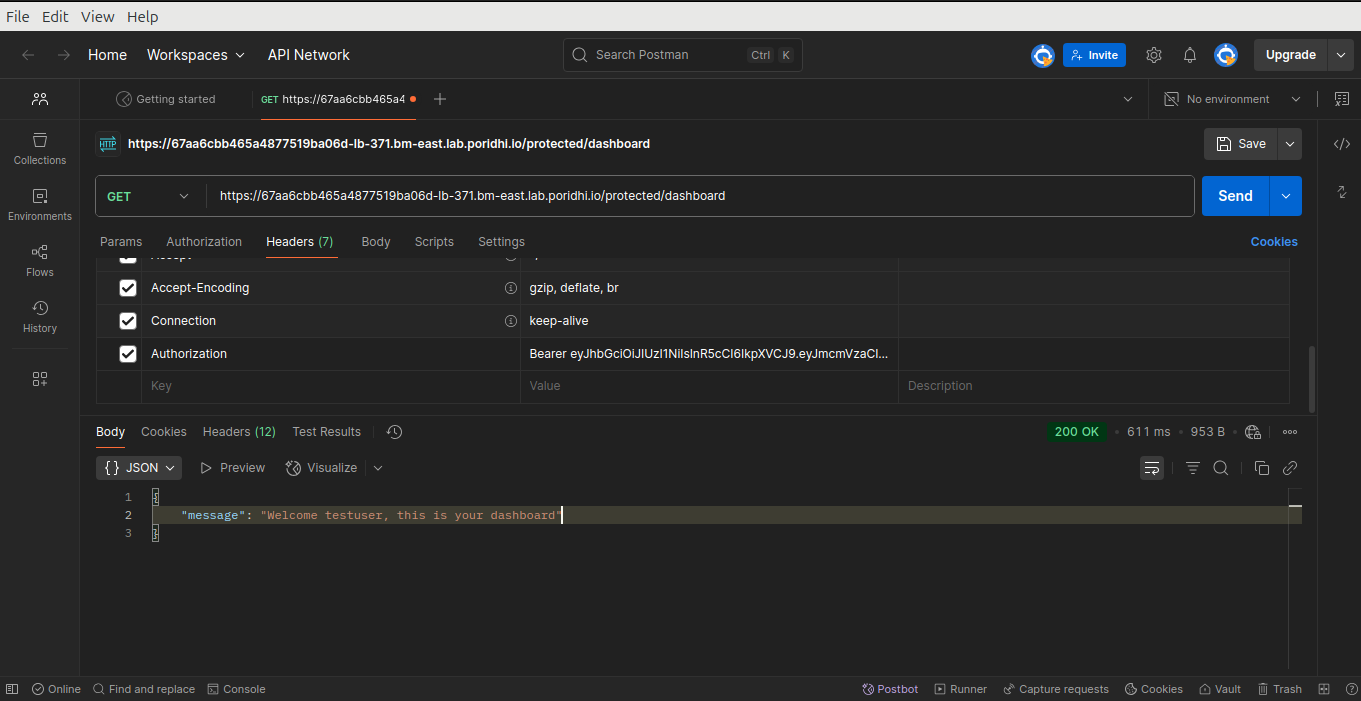 File Edit View Help
Home Workspaces API Network Search Postman Ctrl K Invite Upgrade
Getting started GET https://67aa6cbb465a4 No environment
HTTP https://67aa6cbb465a4877519ba06d-lb-371.bm-east.lab.poridhi.io/protected/dashboard Save
GET https://67aa6cbb465a4877519ba06d-lb-371.bm-east.lab.poridhi.io/protected/dashboard Send
Params Authorization Headers (7) Body Scripts Settings Cookies
Collections
Environments
Flows
History
Accept-Encoding gzip, deflate, br
Connection keep-alive
Authorization Bearer eyJhbGciOiJIUzI1NiIsInR5cCI6IkpXVCJ9.eyJmcmVzaCI...
Key Value Description
Body Cookies Headers (12) Test Results 200 OK • 611 ms • 953 B
{} JSON Preview Visualize
1 {
2 "message": "Welcome testuser, this is your dashboard"
3 }
Online Find and replace Console Postbot Runner Capture requests Cookies Vault Trash